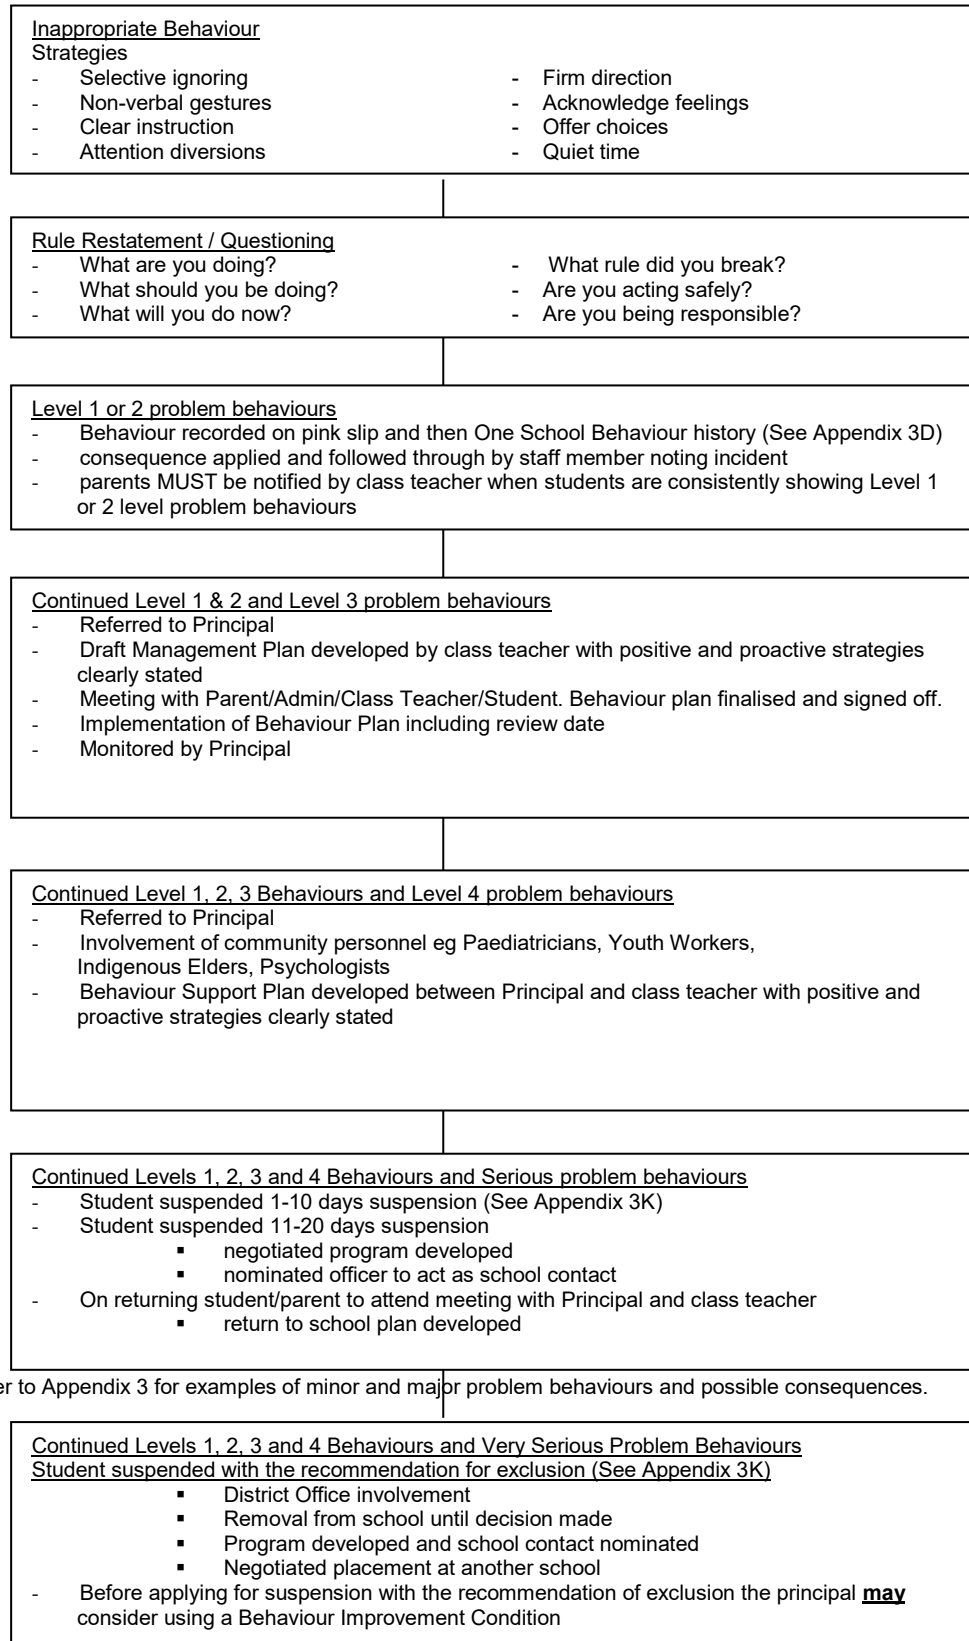 Inappropriate Behaviour
Strategies
- Selective ignoring - Firm direction
- Non-verbal gestures - Acknowledge feelings
- Clear instruction - Offer choices
- Attention diversions - Quiet time
Rule Restatement / Questioning
- What are you doing? - What rule did you break?
- What should you be doing? - Are you acting safely?
- What will you do now? - Are you being responsible?
Level 1 or 2 problem behaviours
- Behaviour recorded on pink slip and then One School Behaviour history (See Appendix 3D)
- consequence applied and followed through by staff member noting incident
- parents MUST be notified by class teacher when students are consistently showing Level 1
or 2 level problem behaviours
Continued Level 1 & 2 and Level 3 problem behaviours
- Referred to Principal
- Draft Management Plan developed by class teacher with positive and proactive strategies
clearly stated
- Meeting with Parent/Admin/Class Teacher/Student. Behaviour plan finalised and signed off.
- Implementation of Behaviour Plan including review date
- Monitored by Principal
Continued Level 1, 2, 3 Behaviours and Level 4 problem behaviours
- Referred to Principal
- Involvement of community personnel eg Paediatricians, Youth Workers,
Indigenous Elders, Psychologists
- Behaviour Support Plan developed between Principal and class teacher with positive and
proactive strategies clearly stated
Continued Levels 1, 2, 3 and 4 Behaviours and Serious problem behaviours
- Student suspended 1-10 days suspension (See Appendix 3K)
- Student suspended 11-20 days suspension
▪ negotiated program developed
▪ nominated officer to act as school contact
- On returning student/parent to attend meeting with Principal and class teacher
▪ return to school plan developed
er to Appendix 3 for examples of minor and major problem behaviours and possible consequences.
Continued Levels 1, 2, 3 and 4 Behaviours and Very Serious Problem Behaviours
Student suspended with the recommendation for exclusion (See Appendix 3K)
▪ District Office involvement
▪ Removal from school until decision made
▪ Program developed and school contact nominated
▪ Negotiated placement at another school
- Before applying for suspension with the recommendation of exclusion the principal may
consider using a Behaviour Improvement Condition